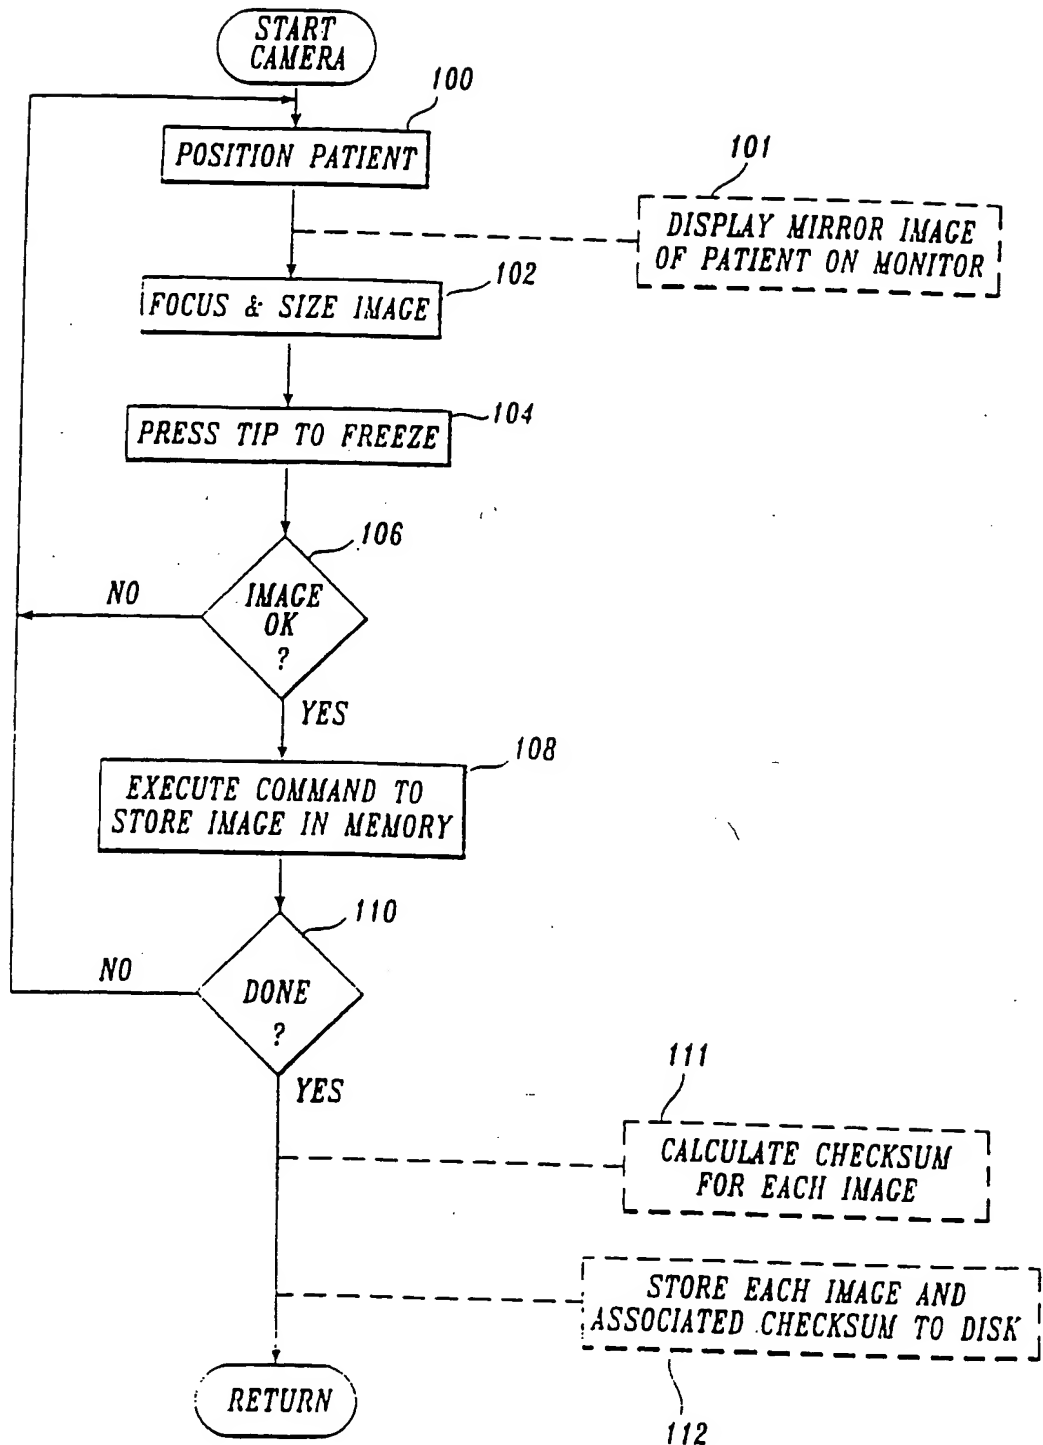 START
CAMERA
100
POSITION PATIENT
101
DISPLAY MIRROR IMAGE
OF PATIENT ON MONITOR
102
FOCUS & SIZE IMAGE
104
PRESS TIP TO FREEZE
106
IMAGE
OK
?
NO
YES
108
EXECUTE COMMAND TO
STORE IMAGE IN MEMORY
110
DONE
?
NO
YES
111
CALCULATE CHECKSUM
FOR EACH IMAGE
STORE EACH IMAGE AND
ASSOCIATED CHECKSUM TO DISK
112
RETURN